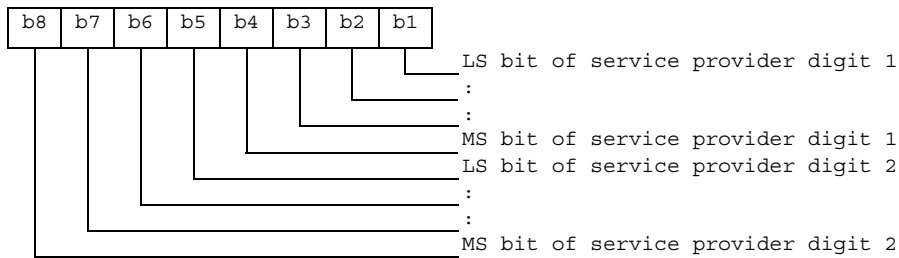 b8 b7 b6 b5 b4 b3 b2 b1
LS bit of service provider digit 1
:
:
MS bit of service provider digit 1
LS bit of service provider digit 2
:
:
MS bit of service provider digit 2